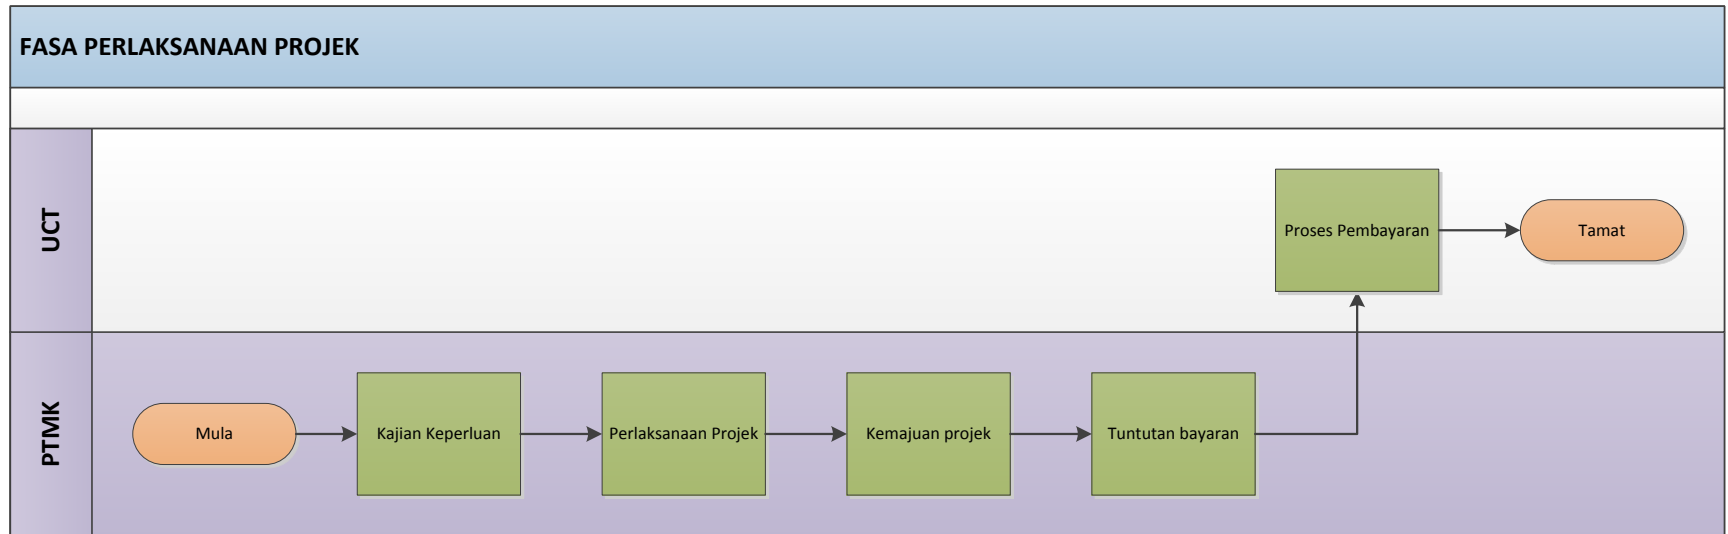 FASA PERLAKSANAAN PROJEK
UCT
Proses Pembayaran
Tamat
PTMK
Mula
Kajian Keperluan
Perlaksanaan Projek
Kemajuan projek
Tuntutan bayaran